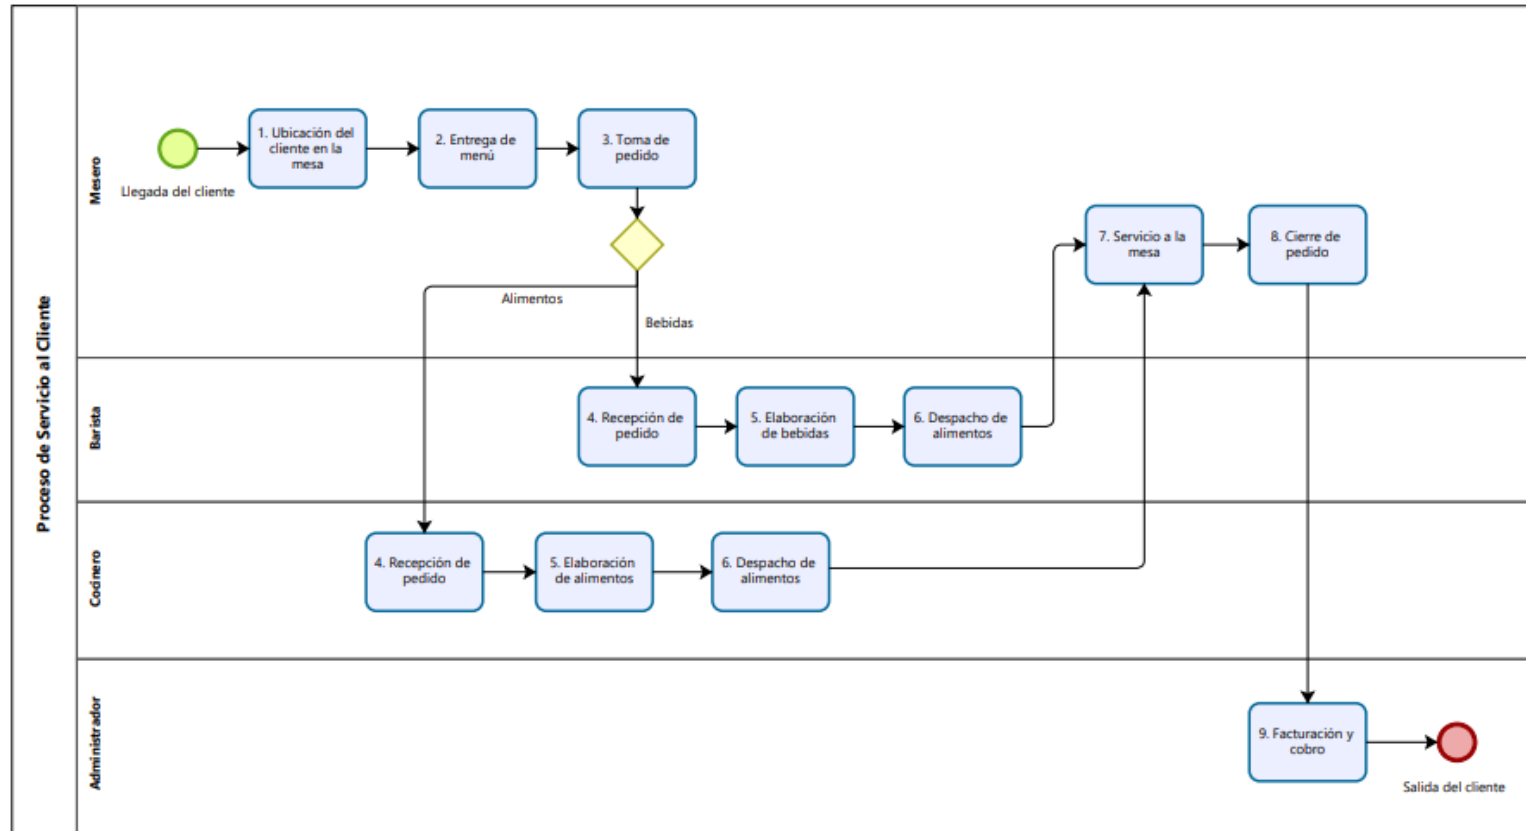 Proceso de Servicio al Cliente
Mesero
Llegada del cliente
1. Ubicación del
cliente en la
mesa
2. Entrega de
menú
3. Toma de
pedido
Alimentos
Bebidas
7. Servicio a la
mesa
8. Cierre de
pedido
Barista
4. Recepción de
pedido
5. Elaboración
de bebidas
6. Despacho de
alimentos
Cocinero
4. Recepción de
pedido
5. Elaboración
de alimentos
6. Despacho de
alimentos
Administrador
9. Facturación y
cobro
Salida del cliente